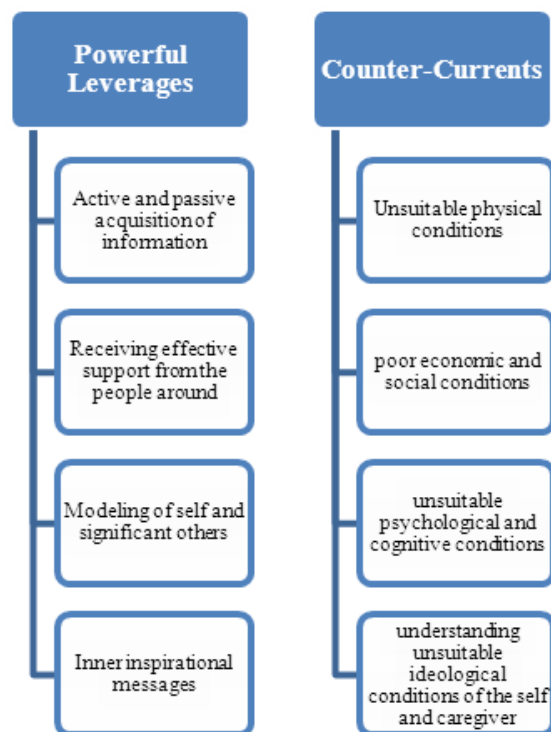 Powerful
Leverages
Active and passive
acquisition of
information
Receiving effective
support from the
people around
Modeling of self and
significant others
Inner inspirational
messages
Counter-Currents
Unsuitable physical
conditions
poor economic and
social conditions
unsuitable
psychological and
cognitive conditions
understanding
unsuitable
ideological
conditions of the self
and caregiver